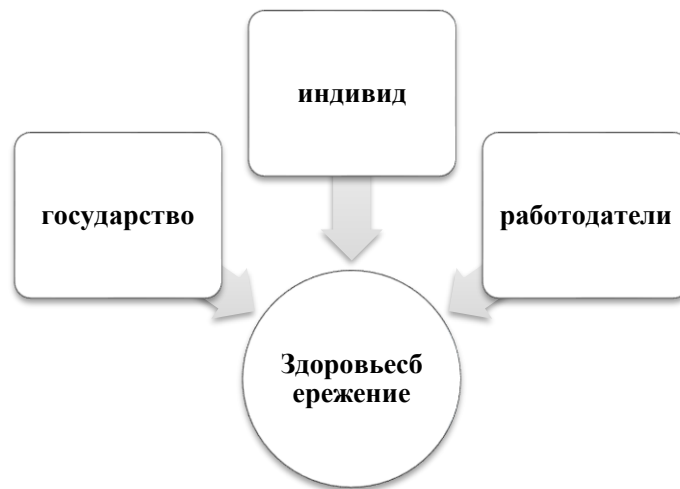 индивид
государство
работодатели
Здоровьесб
ережение